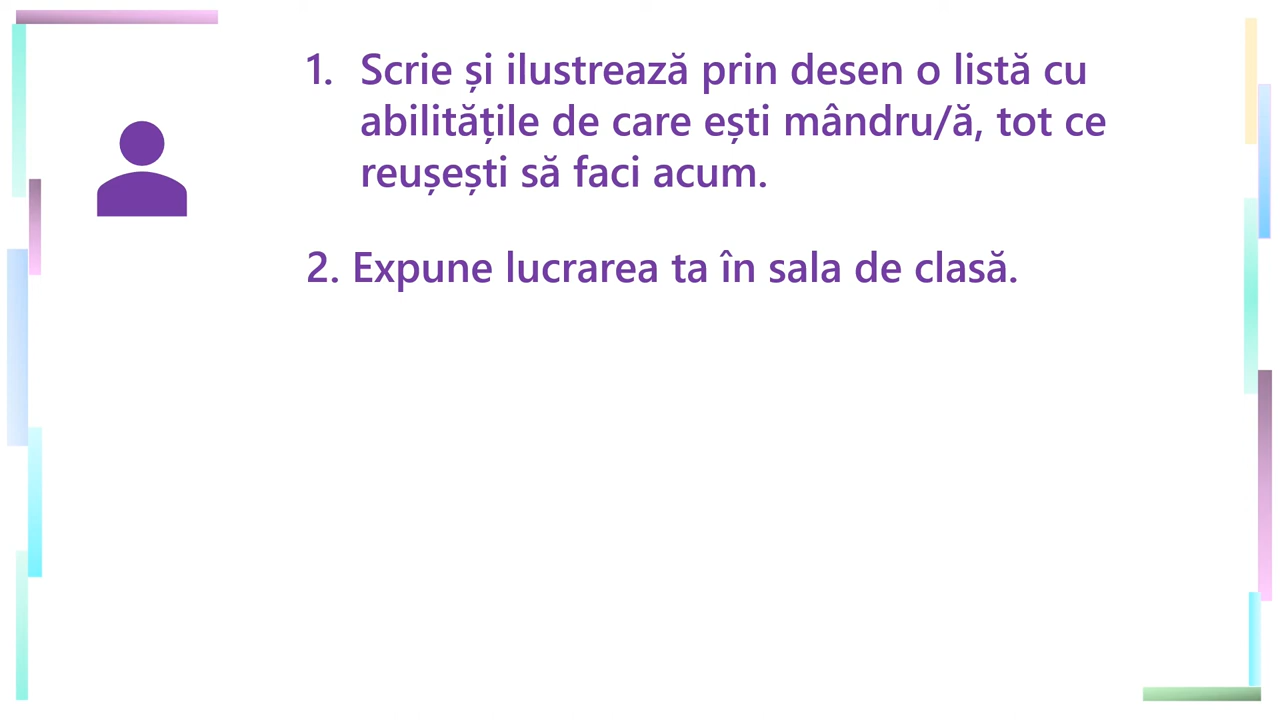 1. Scrie și ilustrează prin desen o listă cu
abilitățile de care ești mândru/ă, tot ce
reușești să faci acum.
2. Expune lucrarea ta în sala de clasă.